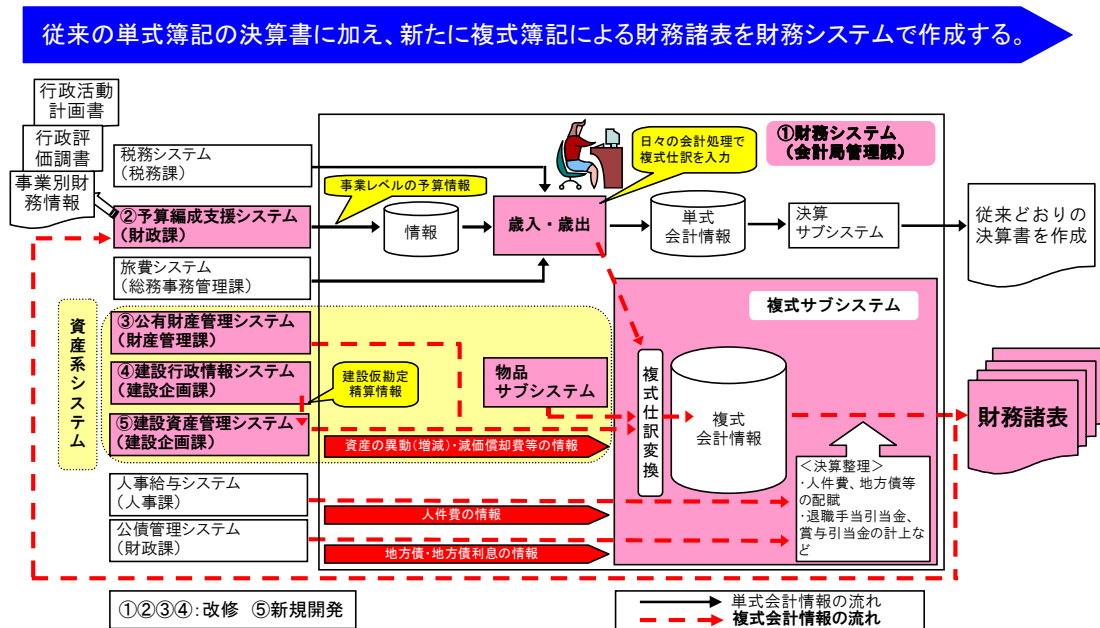 従来の単式簿記の決算書に加え、新たに複式簿記による財務諸表を財務システムで作成する。
行政活動
計画書
行政評
価調書
事業別財
務情報
税務システム
(税務課)
②予算編成支援システム
(財政課)
旅費システム
(総務事務管理課)
事業レベルの予算情報
情報
歳入・歳出
日々の会計処理で
複式仕訳を入力
①財務システム
(会計局管理課)
単式
会計情報
決算
サブシステム
従来どおりの
決算書を作成
資産系システム
③公有財産管理システム
(財産管理課)
④建設行政情報システム
(建設企画課)
⑤建設資産管理システム
(建設企画課)
建設仮勘定
精算情報
物品
サブシステム
資産の異動(増減)・減価償却費等の情報
複式サブシステム
複式仕訳変換
複式
会計情報
財務諸表
人事給与システム
(人事課)
公債管理システム
(財政課)
人件費の情報
地方債・地方債利息の情報
＜決算整理＞
・人件費、地方債等
の配賦
・退職手当引当金、
賞与引当金の計上な
ど
①②③④：改修 ⑤新規開発
単式会計情報の流れ
複式会計情報の流れ